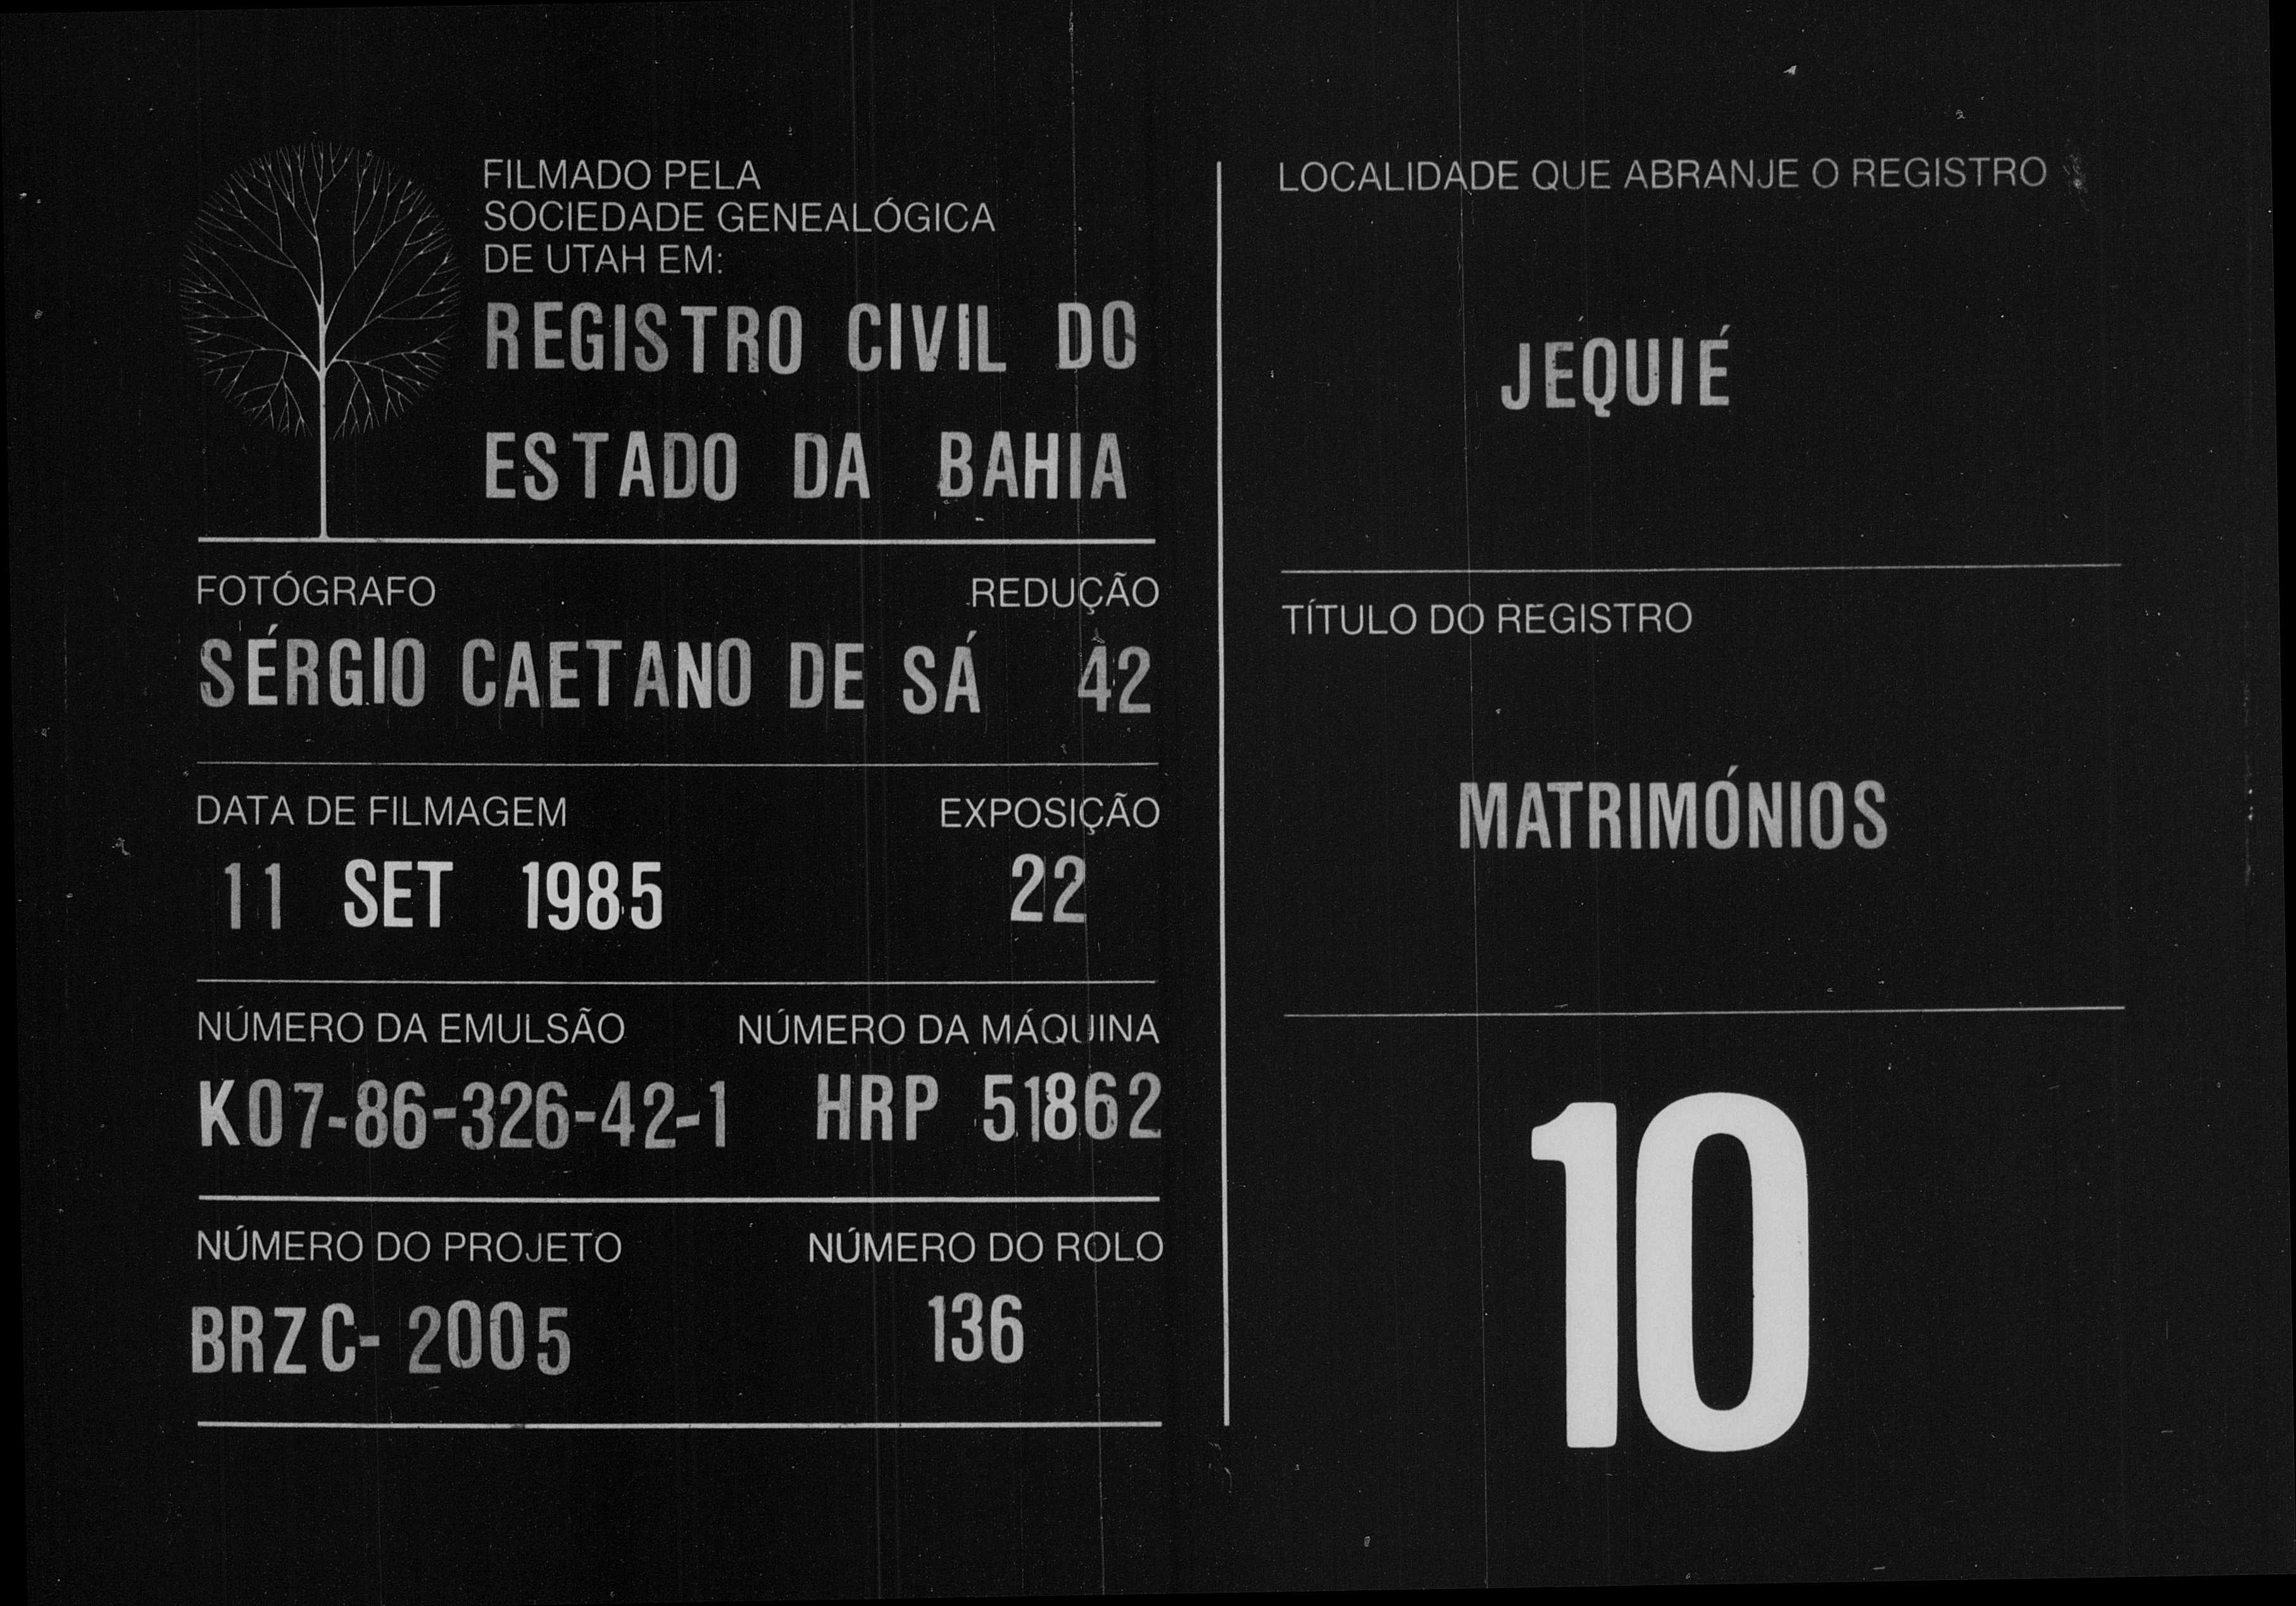 FILMADO PELA
SOCIEDADE GENEALÓGICA
DE UTAH EM:
REGISTRO CIVIL DO
ESTADO DA BAHIA
FOTÓGRAFO REDUÇÃO
SÉRGIO CAETANO DE SÁ 42
DATA DE FILMAGEM EXPOSIÇÃO
11 SET 1985 22
NÚMERO DA EMULSÃO NÚMERO DA MÁQUINA
K07-86-326-42-1 HRP 51862
NÚMERO DO PROJETO NÚMERO DO ROLO
BRZC-2005 136
LOCALIDADE QUE ABRANJE O REGISTRO
JEQUIÉ
TÍTULO DO REGISTRO
MATRIMÓNIOS
10